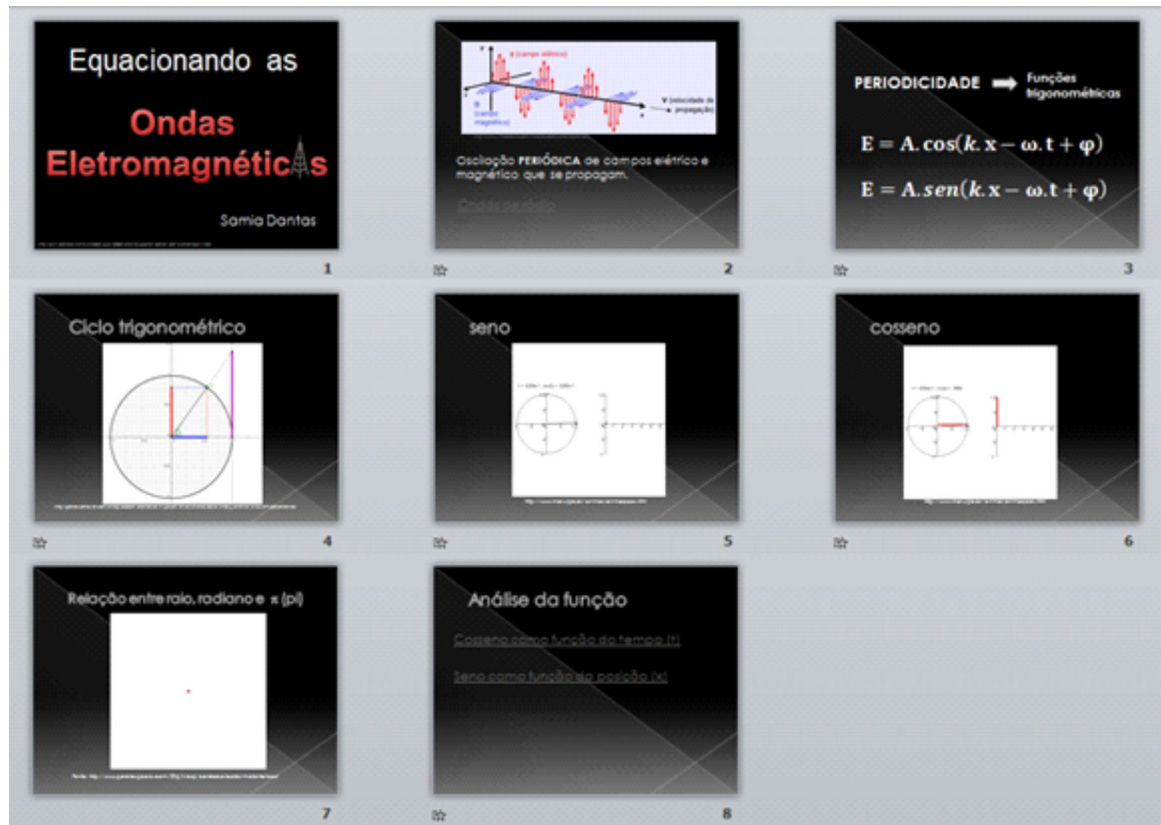 Equacionando as
Ondas
Eletromagnéticas
Samia Dantas
1
E (campo elétrico)
B
(campo
magnético)
V (velocidade de
propagação)
Oscilação PERIÓDICA de campos elétrico e
magnético que se propagam.
Ondas de rádio
2
PERIODICIDADE
Funções
trigonométricas
E = A. cos(k. x − ω. t + φ)
E = A. sen(k. x − ω. t + φ)
3
Ciclo trigonométrico
4
seno
5
cosseno
6
Relação entre raio, radiano e π (pi)
7
Análise da função
Cosseno como função do tempo (t)
Seno como função da posição (x)
8